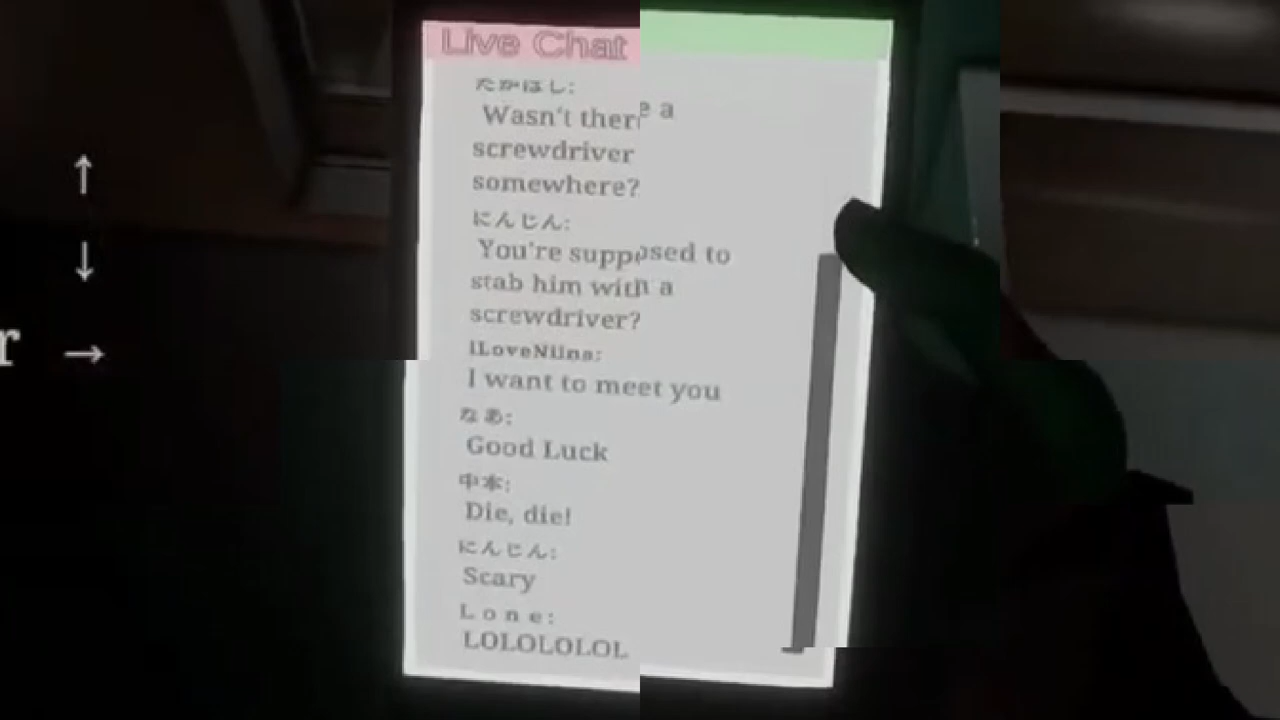 Live Chat
たかはし:
Wasn't there a
screwdriver
somewhere?
にんじん:
You're supposed to
stab him with a
screwdriver?
ILoveNiina:
I want to meet you
なあ:
Good Luck
中本:
Die, die!
にんじん:
Scary
Lone:
LOLOLOLOL
↑
↓
r →